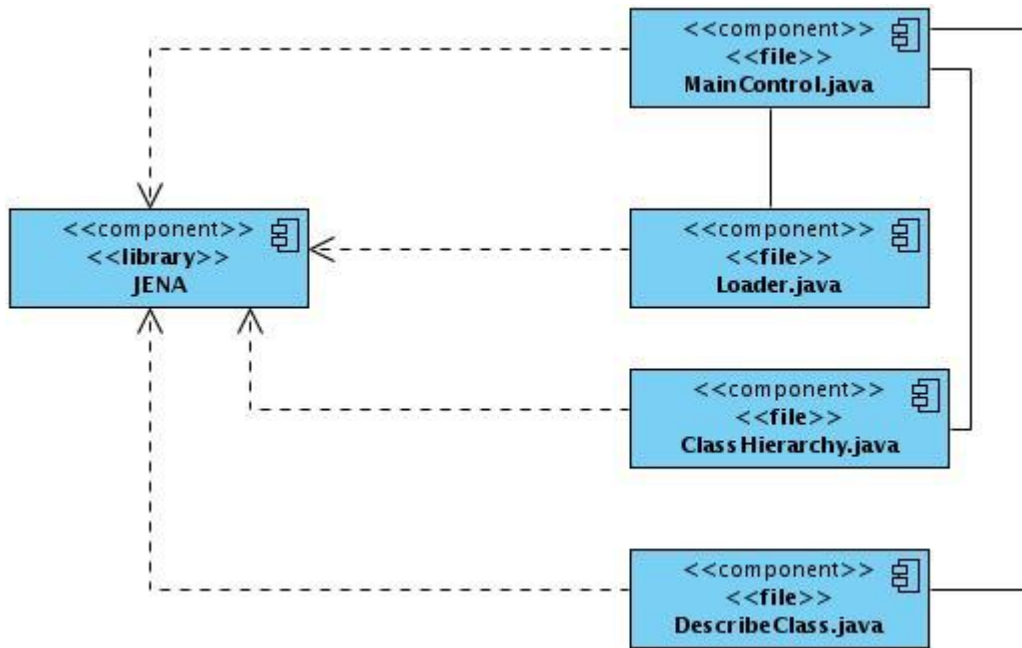 <<component>>
<<file>>
MainControl.java
<<component>>
<<library>>
JENA
<<component>>
<<file>>
Loader.java
<<component>>
<<file>>
ClassHierarchy.java
<<component>>
<<file>>
DescribeClass.java